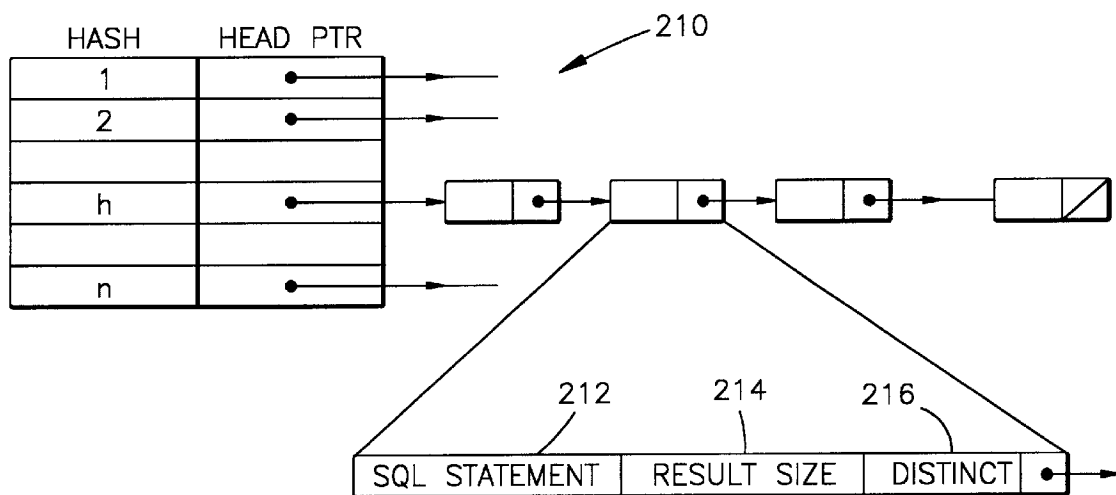 HASH HEAD PTR
210
1
2
h
n
212 214 216
SQL STATEMENT RESULT SIZE DISTINCT